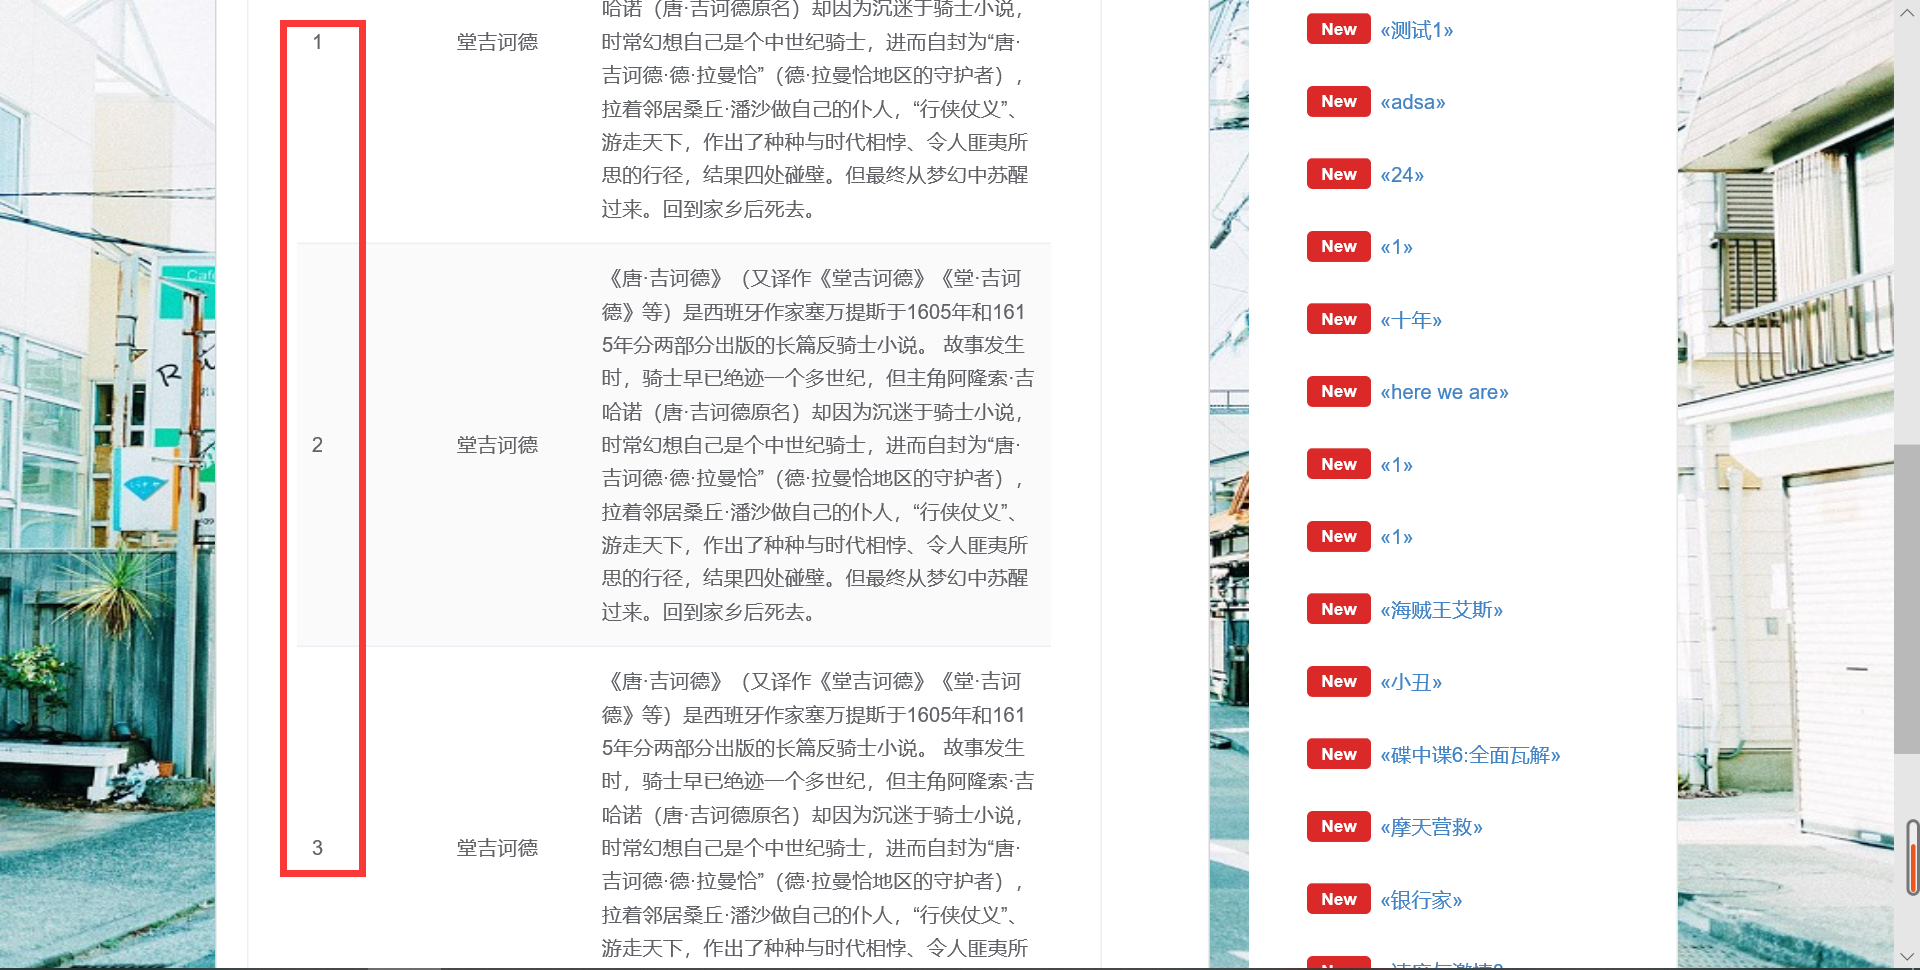 哈诺（唐·吉诃德原名）却因为沉迷于骑士小说，
1
堂吉诃德
时常幻想自己是个中世纪骑士，进而自封为“唐·
吉诃德·德·拉曼恰”（德·拉曼恰地区的守护者），
拉着邻居桑丘·潘沙做自己的仆人，“行侠仗义”、
游走天下，作出了种种与时代相悖、令人匪夷所
思的行径，结果四处碰壁。但最终从梦幻中苏醒
过来。回到家乡后死去。
《唐·吉诃德》（又译作《堂吉诃德》《堂·吉诃
德》等）是西班牙作家塞万提斯于1605年和161
5年分两部分出版的长篇反骑士小说。 故事发生
时，骑士早已绝迹一个多世纪，但主角阿隆索·吉
哈诺（唐·吉诃德原名）却因为沉迷于骑士小说，
2
堂吉诃德
时常幻想自己是个中世纪骑士，进而自封为“唐·
吉诃德·德·拉曼恰”（德·拉曼恰地区的守护者），
拉着邻居桑丘·潘沙做自己的仆人，“行侠仗义”、
游走天下，作出了种种与时代相悖、令人匪夷所
思的行径，结果四处碰壁。但最终从梦幻中苏醒
过来。回到家乡后死去。
《唐·吉诃德》（又译作《堂吉诃德》《堂·吉诃
德》等）是西班牙作家塞万提斯于1605年和161
5年分两部分出版的长篇反骑士小说。 故事发生
时，骑士早已绝迹一个多世纪，但主角阿隆索·吉
哈诺（唐·吉诃德原名）却因为沉迷于骑士小说，
3
堂吉诃德
时常幻想自己是个中世纪骑士，进而自封为“唐·
吉诃德·德·拉曼恰”（德·拉曼恰地区的守护者），
拉着邻居桑丘·潘沙做自己的仆人，“行侠仗义”、
游走天下，作出了种种与时代相悖、令人匪夷所
New «测试1»
New «adsa»
New «24»
New «1»
New «十年»
New «here we are»
New «1»
New «1»
New «海贼王艾斯»
New «小丑»
New «碟中谍6:全面瓦解»
New «摩天营救»
New «银行家»
Café